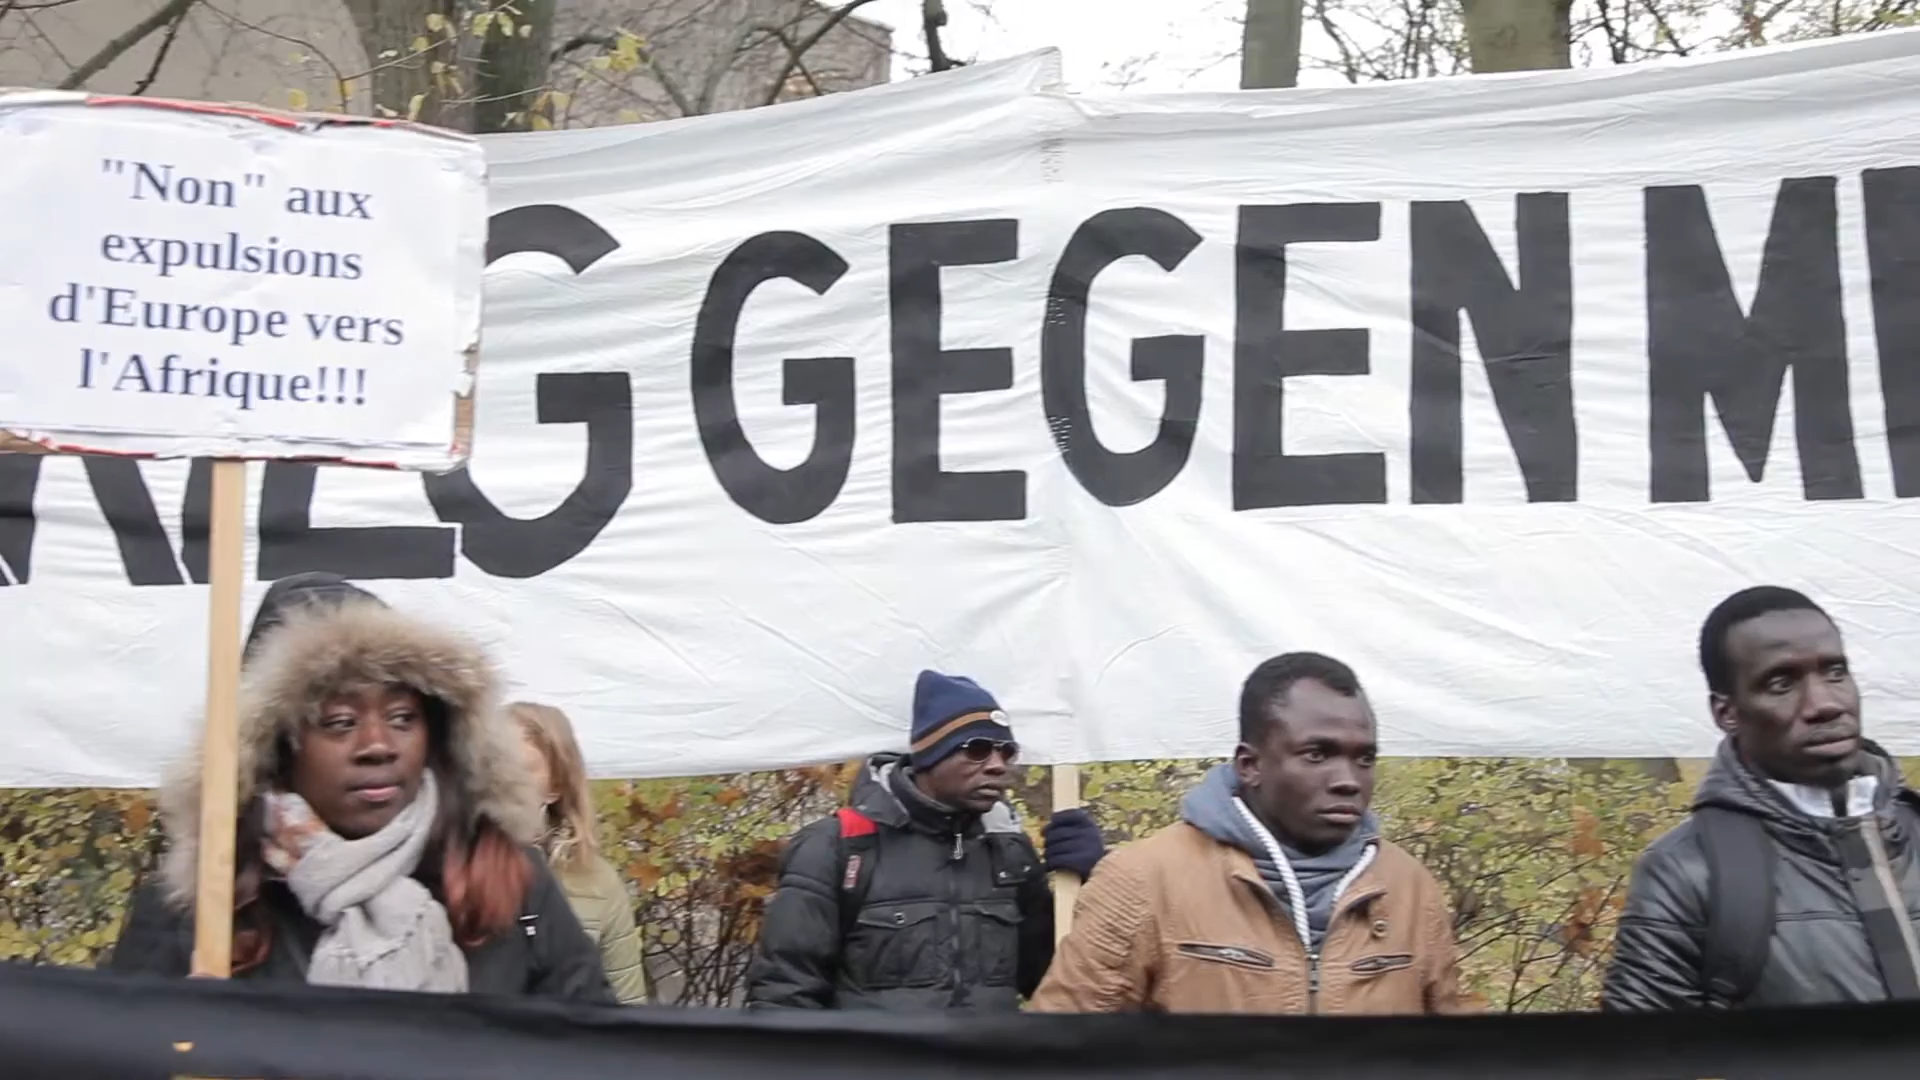 "Non" aux
expulsions
d'Europe vers
l'Afrique!!!
GEGEN